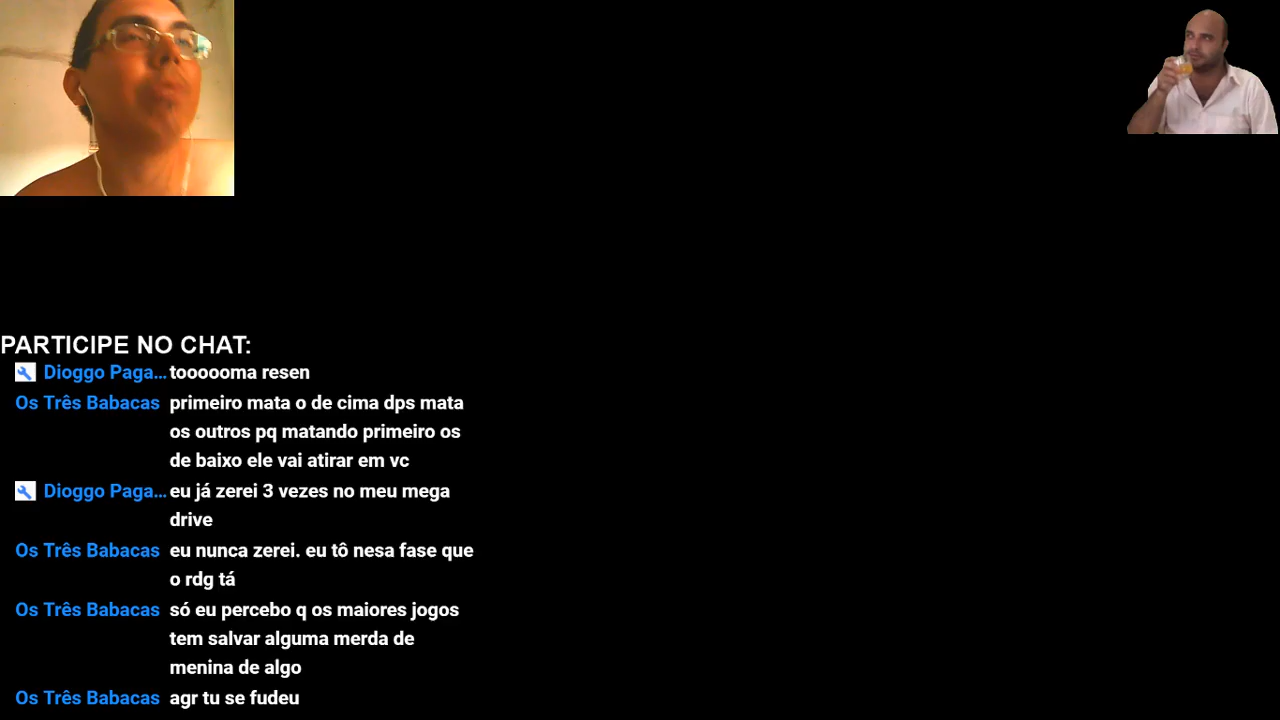 PARTICIPE NO CHAT:
Dioggo Paga... toooooma resen
Os Três Babacas primeiro mata o de cima dps mata
os outros pq matando primeiro os
de baixo ele vai atirar em vc
Dioggo Paga... eu já zerei 3 vezes no meu mega
drive
Os Três Babacas eu nunca zerei. eu tô nesa fase que
o rdg tá
Os Três Babacas só eu percebo q os maiores jogos
tem salvar alguma merda de
menina de algo
Os Três Babacas agr tu se fudeu